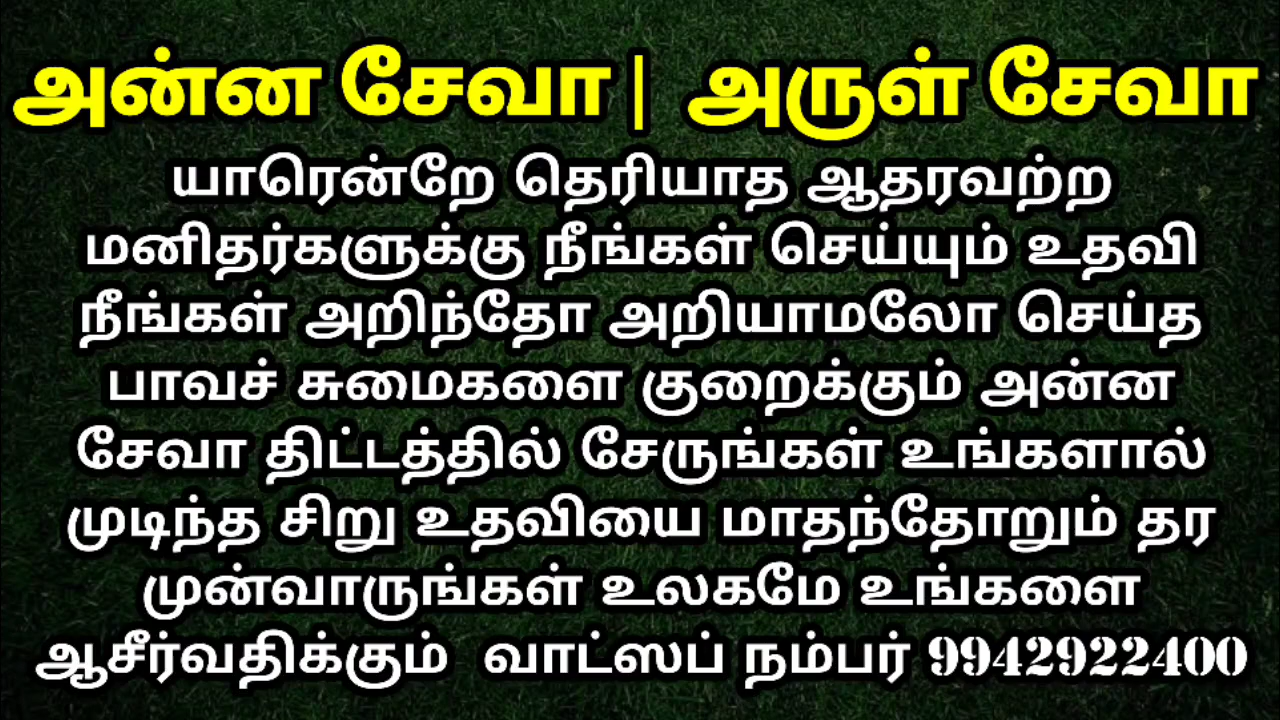 அன்ன சேவா | அருள் சேவா
யாரென்றே தெரியாத ஆதரவற்ற
மனிதர்களுக்கு நீங்கள் செய்யும் உதவி
நீங்கள் அறிந்தோ அறியாமலோ செய்த
பாவச் சுமைகளை குறைக்கும் அன்ன
சேவா திட்டத்தில் சேருங்கள் உங்களால்
முடிந்த சிறு உதவியை மாதந்தோறும் தர
முன்வாருங்கள் உலகமே உங்களை
ஆசீர்வதிக்கும் வாட்ஸப் நம்பர் 9942922400